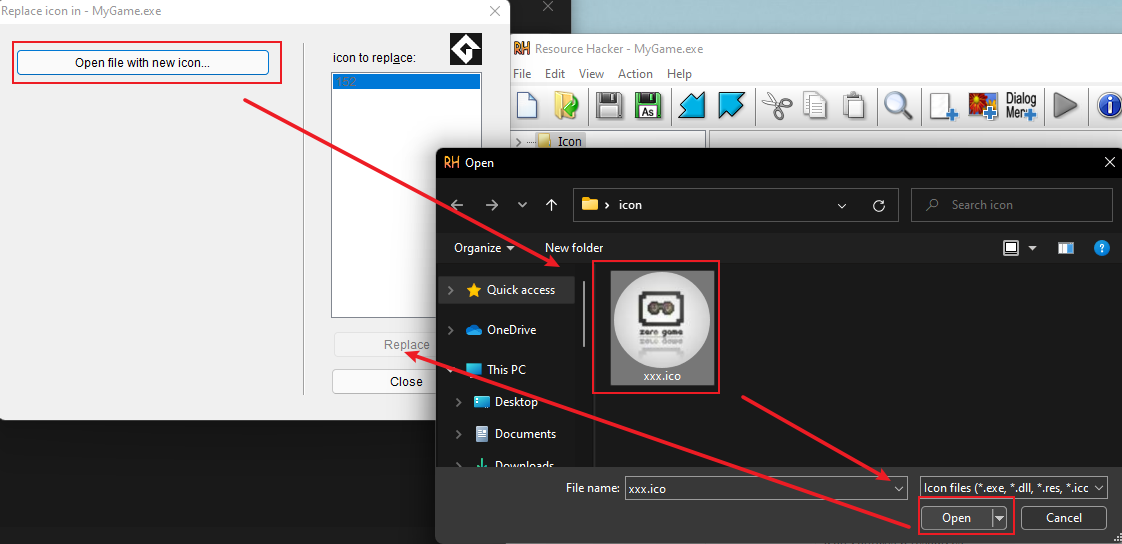 Replace icon in - MyGame.exe
Open file with new icon...
icon to replace:
152
Replace
Close
RH Resource Hacker - MyGame.exe
File Edit View Action Help
As
Dialog
Menu
Icon
RH Open
icon
Search icon
Organize
New folder
Quick access
OneDrive
This PC
Desktop
Documents
Downloads
zero game
xxx.ico
File name:
xxx.ico
Icon files (*.exe, *.dll, *.res, *.icc
Open
Cancel